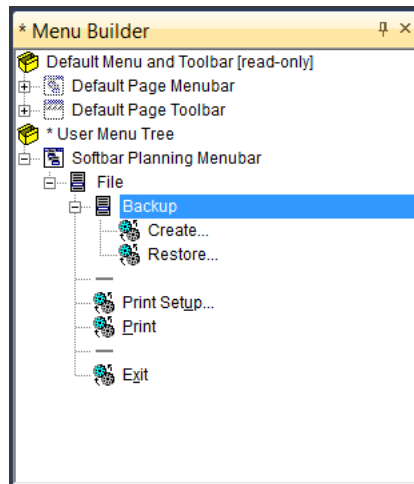 * Menu Builder
Default Menu and Toolbar [read-only]
Default Page Menubar
Default Page Toolbar
* User Menu Tree
Softbar Planning Menubar
File
Backup
Create...
Restore...
Print Setup...
Print
Exit